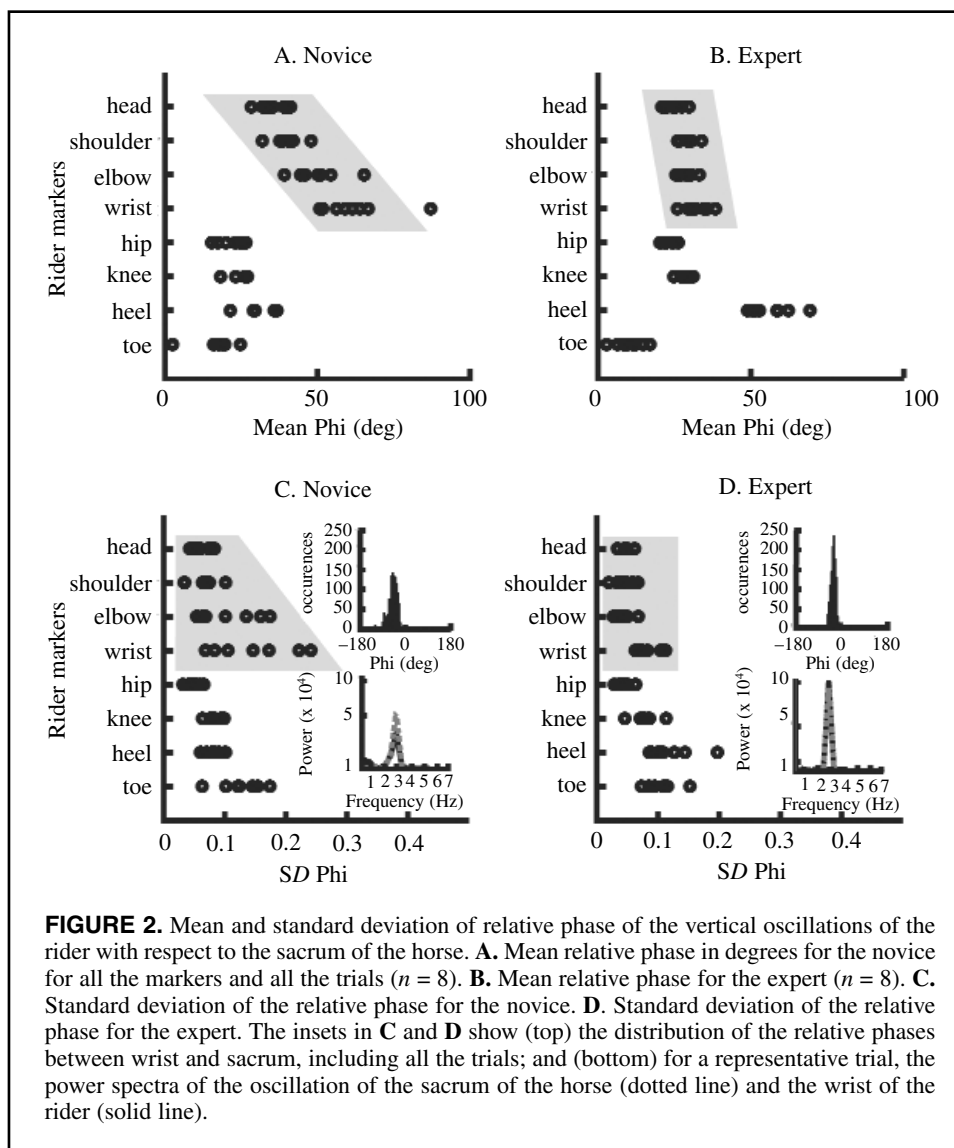 A. Novice
B. Expert
Rider markers
head
shoulder
elbow
wrist
hip
knee
heel
toe
0 50 100
Mean Phi (deg)
head
shoulder
elbow
wrist
hip
knee
heel
toe
0 50 100
Mean Phi (deg)
C. Novice
D. Expert
Rider markers
head
shoulder
elbow
wrist
hip
knee
heel
toe
0 0.1 0.2 0.3 0.4
SD Phi
occurences
250
200
150
100
50
0
−180 0 180
Phi (deg)
Power (x 10⁴)
10
5
1
1 2 3 4 5 6 7
Frequency (Hz)
head
shoulder
elbow
wrist
hip
knee
heel
toe
0 0.1 0.2 0.3 0.4
SD Phi
occurences
250
200
150
100
50
0
−180 0 180
Phi (deg)
Power (x 10⁴)
10
5
1
1 2 3 4 5 6 7
Frequency (Hz)
FIGURE 2. Mean and standard deviation of relative phase of the vertical oscillations of the
rider with respect to the sacrum of the horse. A. Mean relative phase in degrees for the novice
for all the markers and all the trials (n = 8). B. Mean relative phase for the expert (n = 8). C.
Standard deviation of the relative phase for the novice. D. Standard deviation of the relative
phase for the expert. The insets in C and D show (top) the distribution of the relative phases
between wrist and sacrum, including all the trials; and (bottom) for a representative trial, the
power spectra of the oscillation of the sacrum of the horse (dotted line) and the wrist of the
rider (solid line).